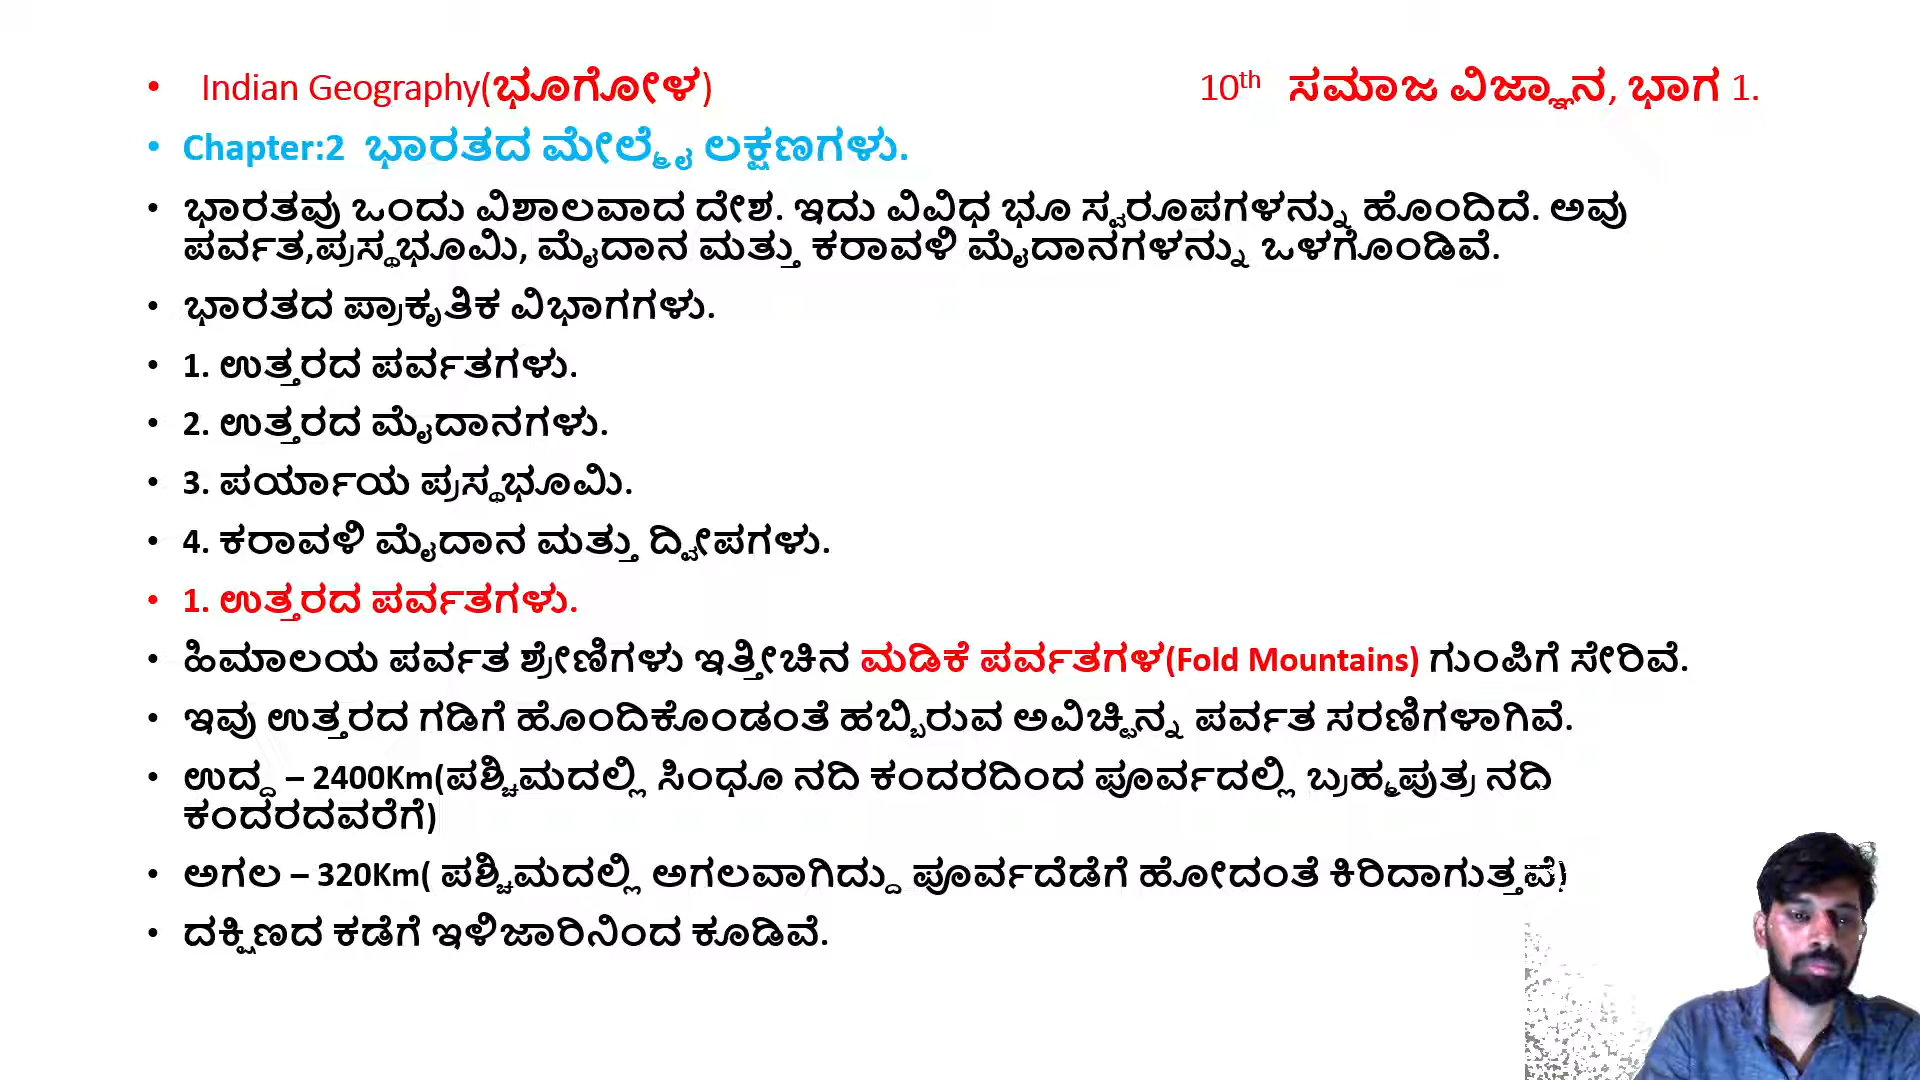 • Indian Geography(ಭೂಗೋಳ) 10th ಸಮಾಜ ವಿಜ್ಞಾನ, ಭಾಗ 1.
• Chapter:2 ಭಾರತದ ಮೇಲ್ಮೈ ಲಕ್ಷಣಗಳು.
• ಭಾರತವು ಒಂದು ವಿಶಾಲವಾದ ದೇಶ. ಇದು ವಿವಿಧ ಭೂ ಸ್ವರೂಪಗಳನ್ನು ಹೊಂದಿದೆ. ಅವು
ಪರ್ವತ,ಪ್ರಸ್ಥಭೂಮಿ, ಮೈದಾನ ಮತ್ತು ಕರಾವಳಿ ಮೈದಾನಗಳನ್ನು ಒಳಗೊಂಡಿವೆ.
• ಭಾರತದ ಪ್ರಾಕೃತಿಕ ವಿಭಾಗಗಳು.
• 1. ಉತ್ತರದ ಪರ್ವತಗಳು.
• 2. ಉತ್ತರದ ಮೈದಾನಗಳು.
• 3. ಪರ್ಯಾಯ ಪ್ರಸ್ಥಭೂಮಿ.
• 4. ಕರಾವಳಿ ಮೈದಾನ ಮತ್ತು ದ್ವೀಪಗಳು.
• 1. ಉತ್ತರದ ಪರ್ವತಗಳು.
• ಹಿಮಾಲಯ ಪರ್ವತ ಶ್ರೇಣಿಗಳು ಇತ್ತೀಚಿನ ಮಡಿಕೆ ಪರ್ವತಗಳ(Fold Mountains) ಗುಂಪಿಗೆ ಸೇರಿವೆ.
• ಇವು ಉತ್ತರದ ಗಡಿಗೆ ಹೊಂದಿಕೊಂಡಂತೆ ಹಬ್ಬಿರುವ ಅವಿಚ್ಛಿನ್ನ ಪರ್ವತ ಸರಣಿಗಳಾಗಿವೆ.
• ಉದ್ದ – 2400Km(ಪಶ್ಚಿಮದಲ್ಲಿ ಸಿಂಧೂ ನದಿ ಕಂದರದಿಂದ ಪೂರ್ವದಲ್ಲಿ ಬ್ರಹ್ಮಪುತ್ರ ನದಿ
ಕಂದರದವರೆಗೆ)
• ಅಗಲ – 320Km( ಪಶ್ಚಿಮದಲ್ಲಿ ಅಗಲವಾಗಿದ್ದು ಪೂರ್ವದೆಡೆಗೆ ಹೋದಂತೆ ಕಿರಿದಾಗುತ್ತವೆ)
• ದಕ್ಷಿಣದ ಕಡೆಗೆ ಇಳಿಜಾರಿನಿಂದ ಕೂಡಿವೆ.